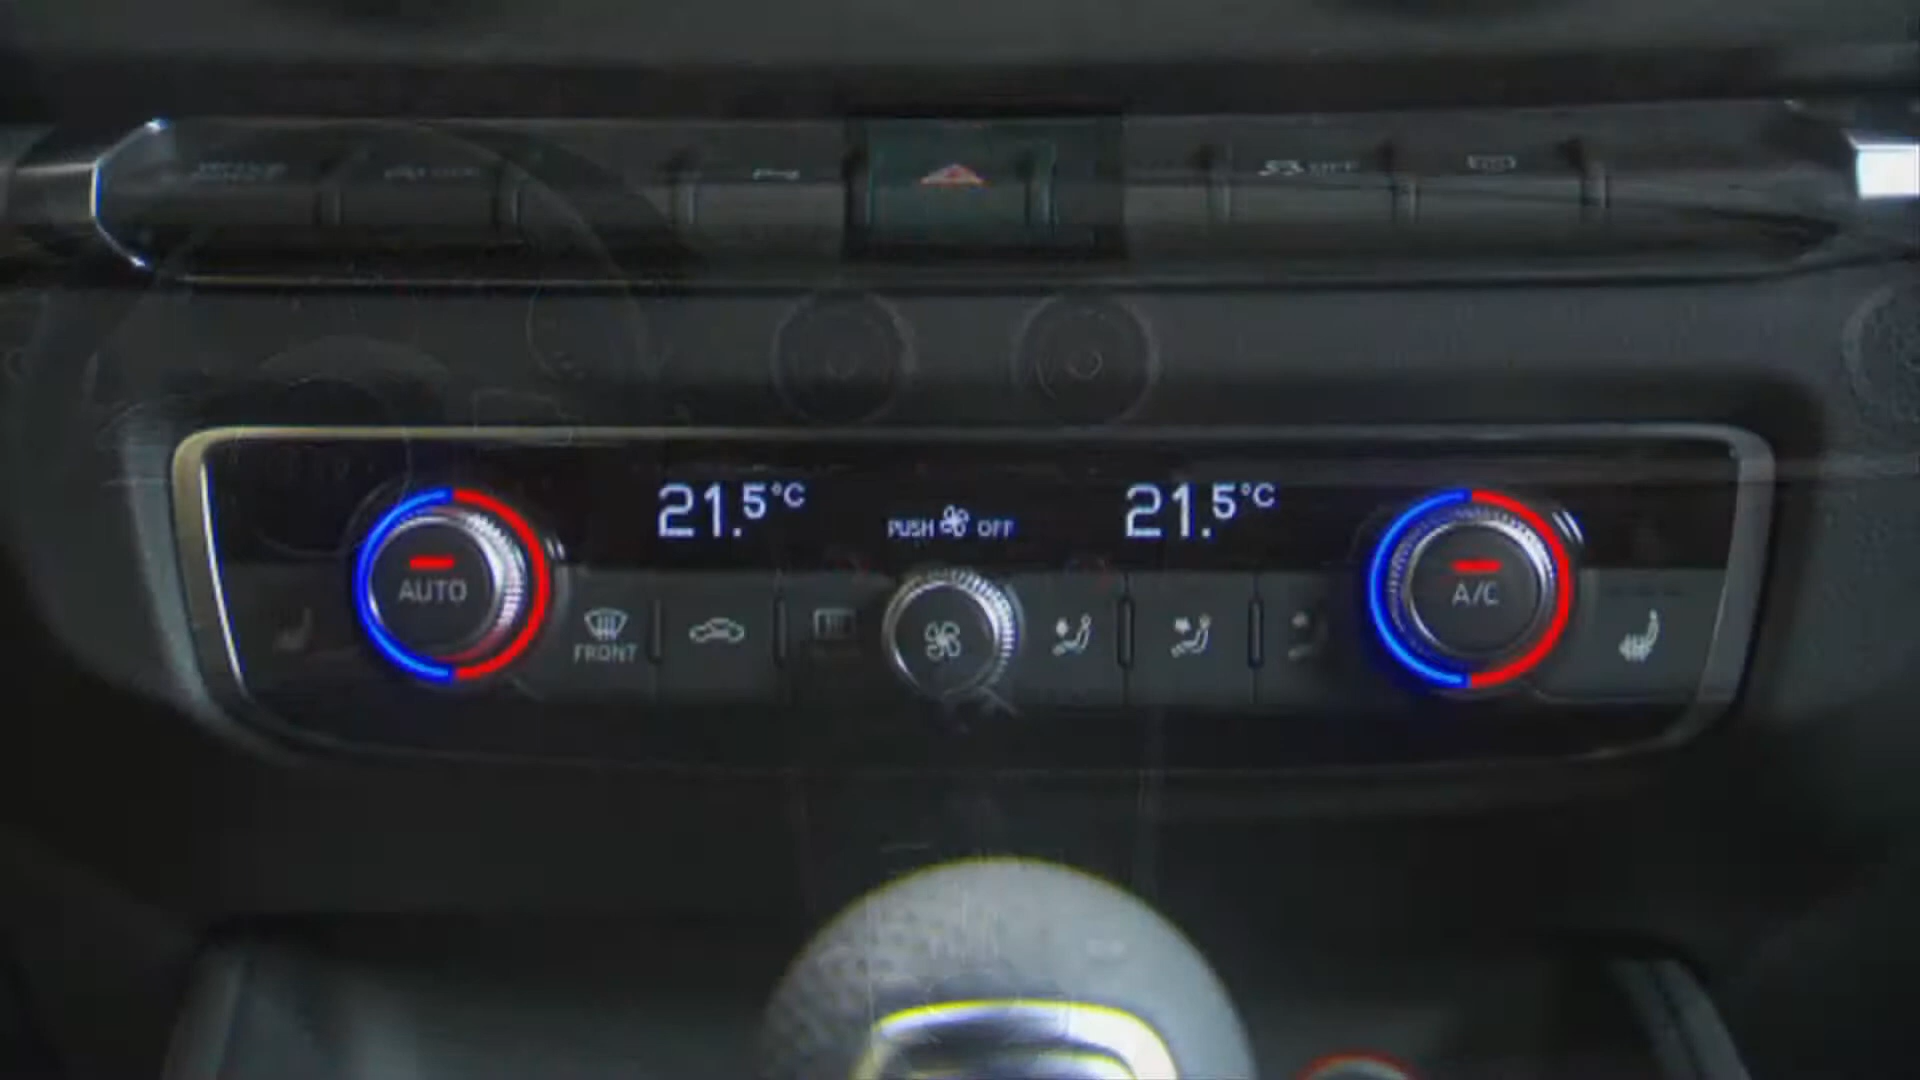 21.5°C
PUSH OFF
21.5°C
AUTO
A/C
FRONT